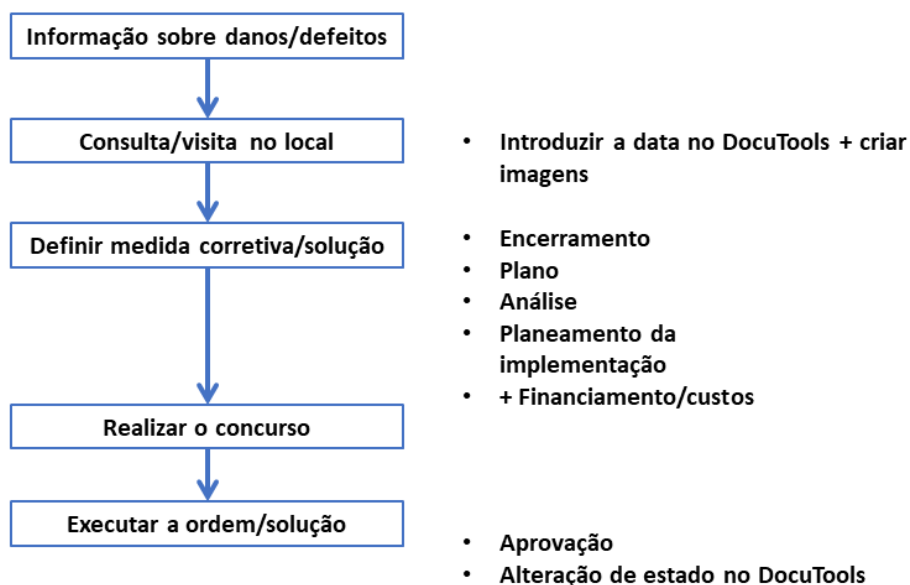 Informação sobre danos/defeitos
Consulta/visita no local
• Introduzir a data no DocuTools + criar
imagens
Definir medida corretiva/solução
• Encerramento
• Plano
• Análise
• Planeamento da
implementação
• + Financiamento/custos
Realizar o concurso
Executar a ordem/solução
• Aprovação
• Alteração de estado no DocuTools